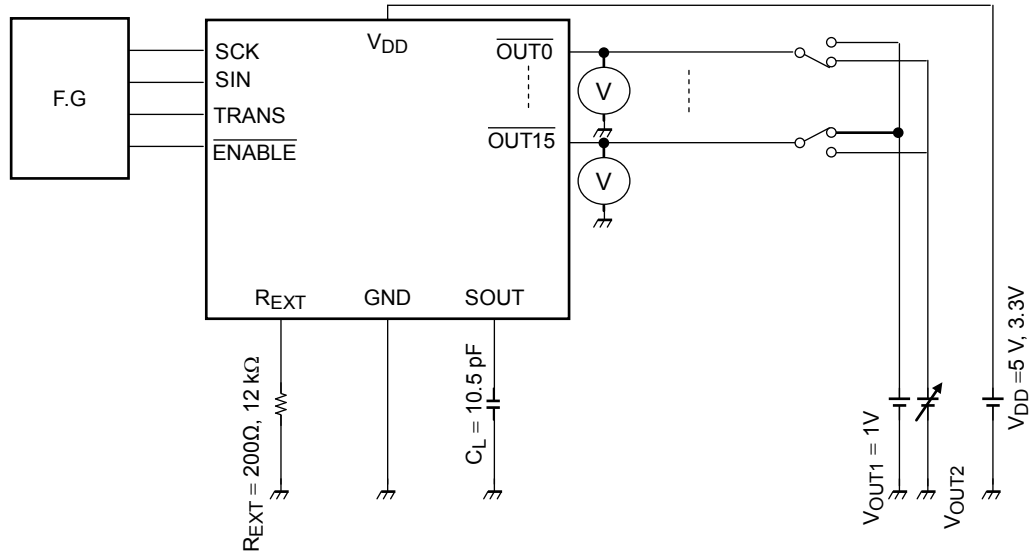 F.G
SCK
SIN
TRANS
ENABLE
VDD
OUT0
OUT15
V
V
REXT
GND
SOUT
REXT = 200Ω, 12 kΩ
CL = 10.5 pF
VOUT1 = 1V
VOUT2
VDD =5 V, 3.3V